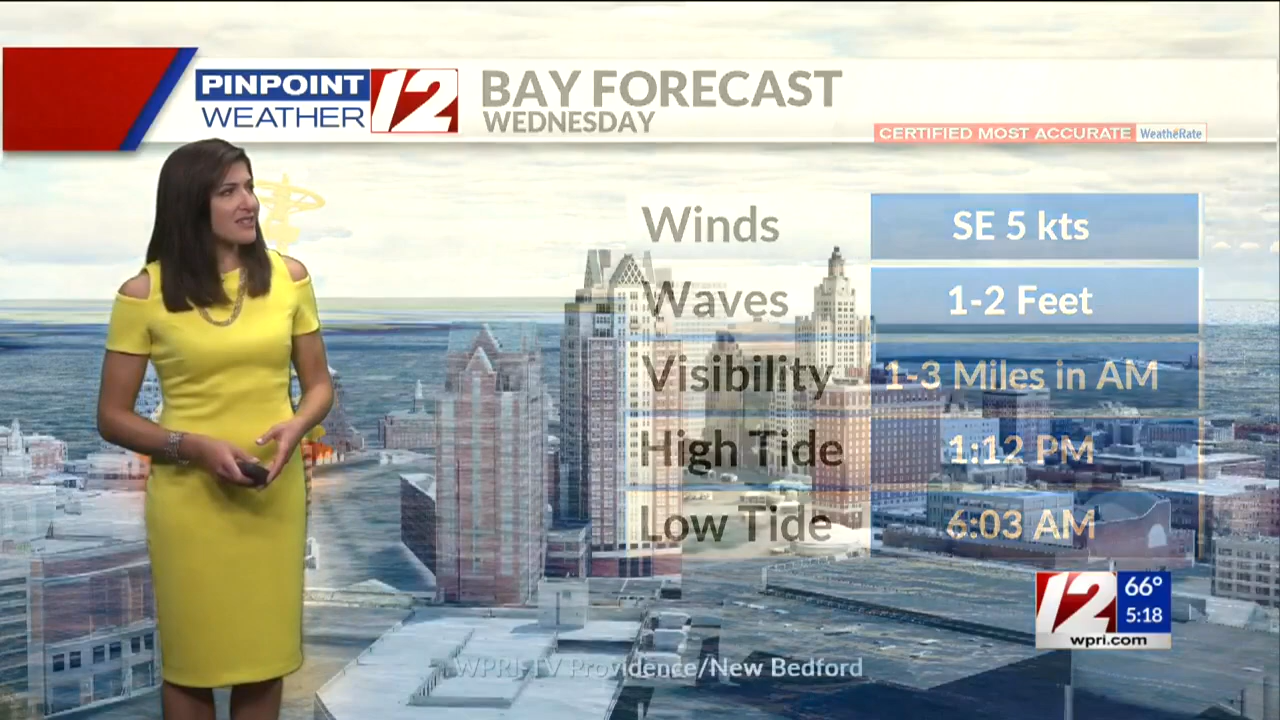 PINPOINT
WEATHER
12
BAY FORECAST
WEDNESDAY
CERTIFIED MOST ACCURATE WeatheRate
Winds SE 5 kts
Waves 1-2 Feet
Visibility 1-3 Miles in AM
High Tide 1:12 PM
Low Tide 6:03 AM
12 66°
5:18
wpri.com
WPRI-TV Providence/New Bedford